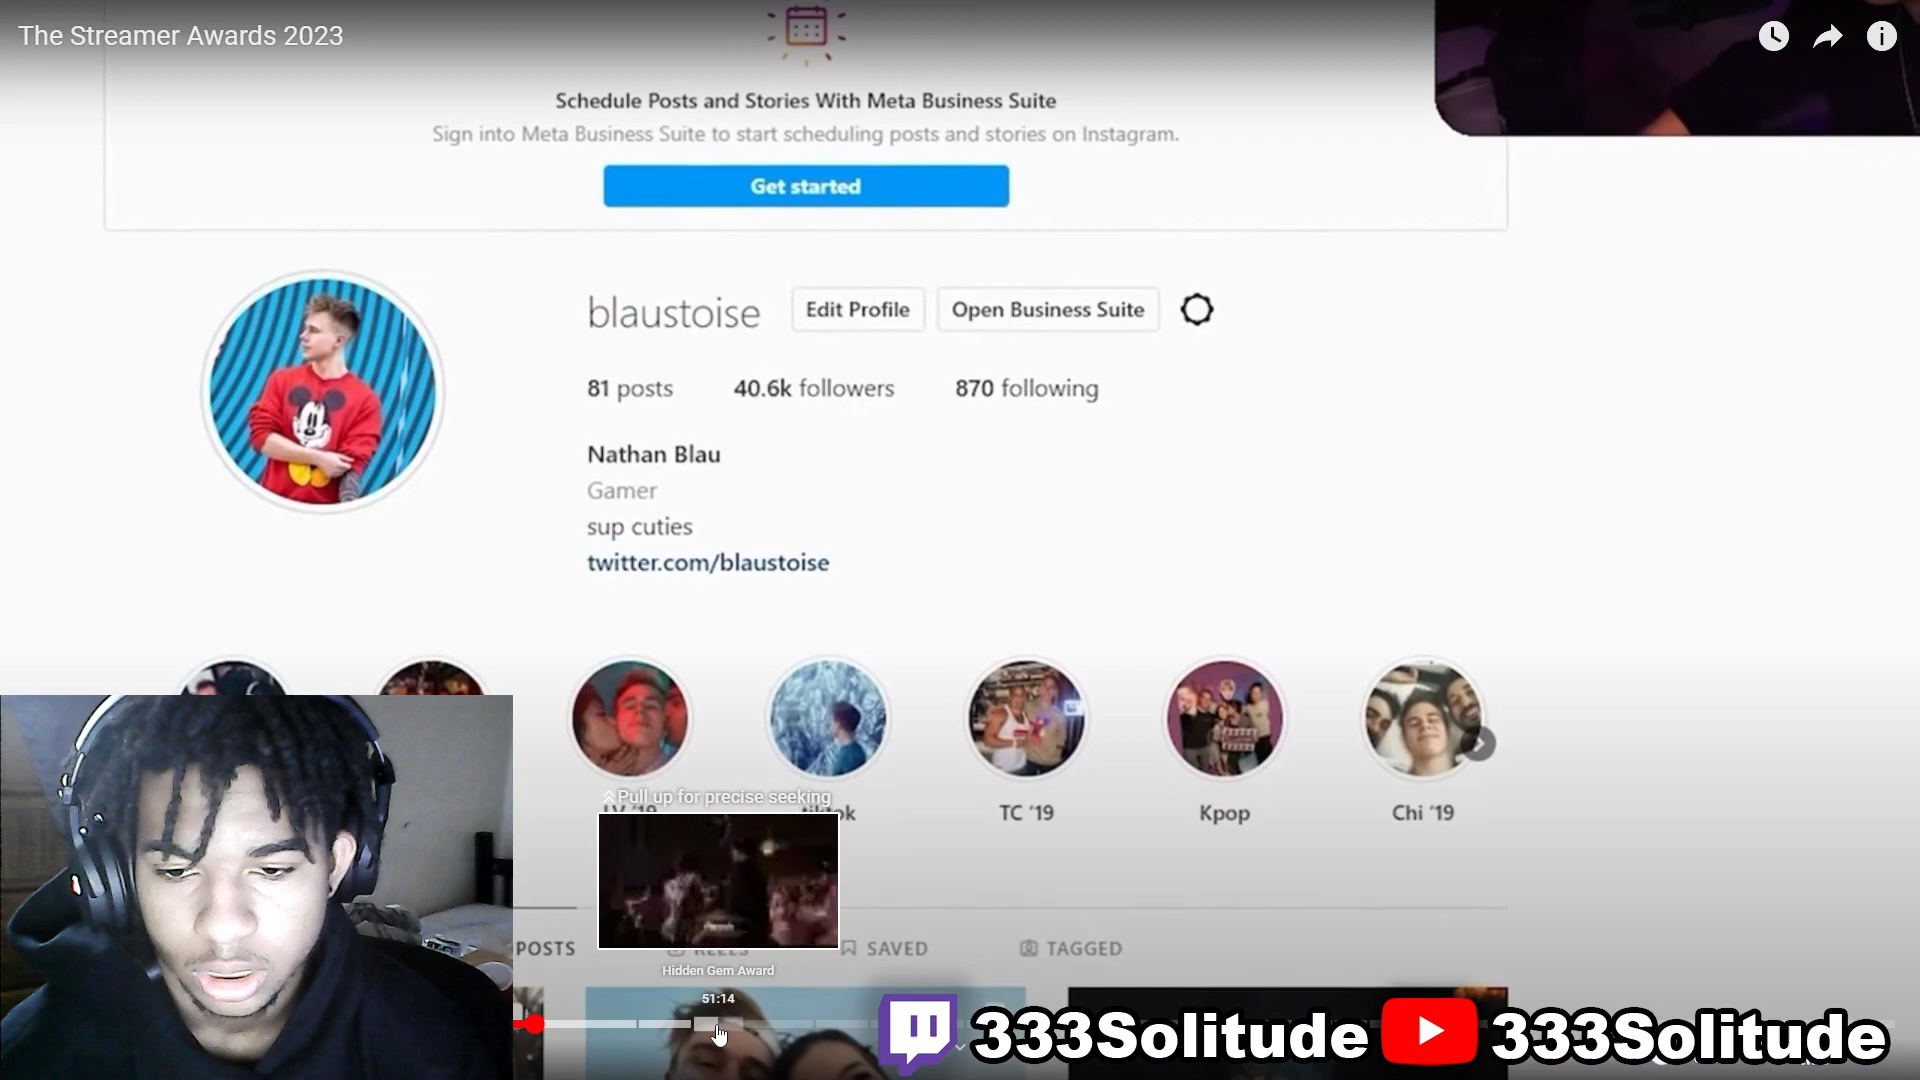 The Streamer Awards 2023
Schedule Posts and Stories With Meta Business Suite
Sign into Meta Business Suite to start scheduling posts and stories on Instagram.
Get started
blaustoise Edit Profile Open Business Suite
81 posts 40.6k followers 870 following
Nathan Blau
Gamer
sup cuties
twitter.com/blaustoise
Pull up for precise seeking
LV '19 TC '19 Kpop Chi '19
POSTS REELS SAVED TAGGED
Hidden Gem Award
51:14
333Solitude 333Solitude